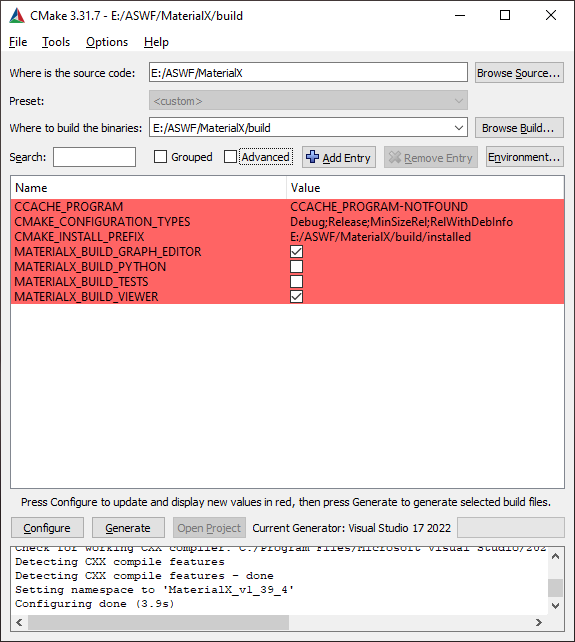 CMake 3.31.7 - E:/ASWF/MaterialX/build
File Tools Options Help
Where is the source code: E:/ASWF/MaterialX Browse Source...
Preset: <custom>
Where to build the binaries: E:/ASWF/MaterialX/build Browse Build...
Search: Grouped Advanced Add Entry Remove Entry Environment...
Name Value
CCACHE_PROGRAM CCACHE_PROGRAM-NOTFOUND
CMAKE_CONFIGURATION_TYPES Debug;Release;MinSizeRel;RelWithDebInfo
CMAKE_INSTALL_PREFIX E:/ASWF/MaterialX/build/installed
MATERIALX_BUILD_GRAPH_EDITOR
MATERIALX_BUILD_PYTHON
MATERIALX_BUILD_TESTS
MATERIALX_BUILD_VIEWER
Press Configure to update and display new values in red, then press Generate to generate selected build files.
Configure Generate Open Project Current Generator: Visual Studio 17 2022
Check for working CXX compiler: C:/Program Files/Microsoft Visual Studio/202
Detecting CXX compile features
Detecting CXX compile features - done
Setting namespace to 'MaterialX_v1_39_4'
Configuring done (3.9s)